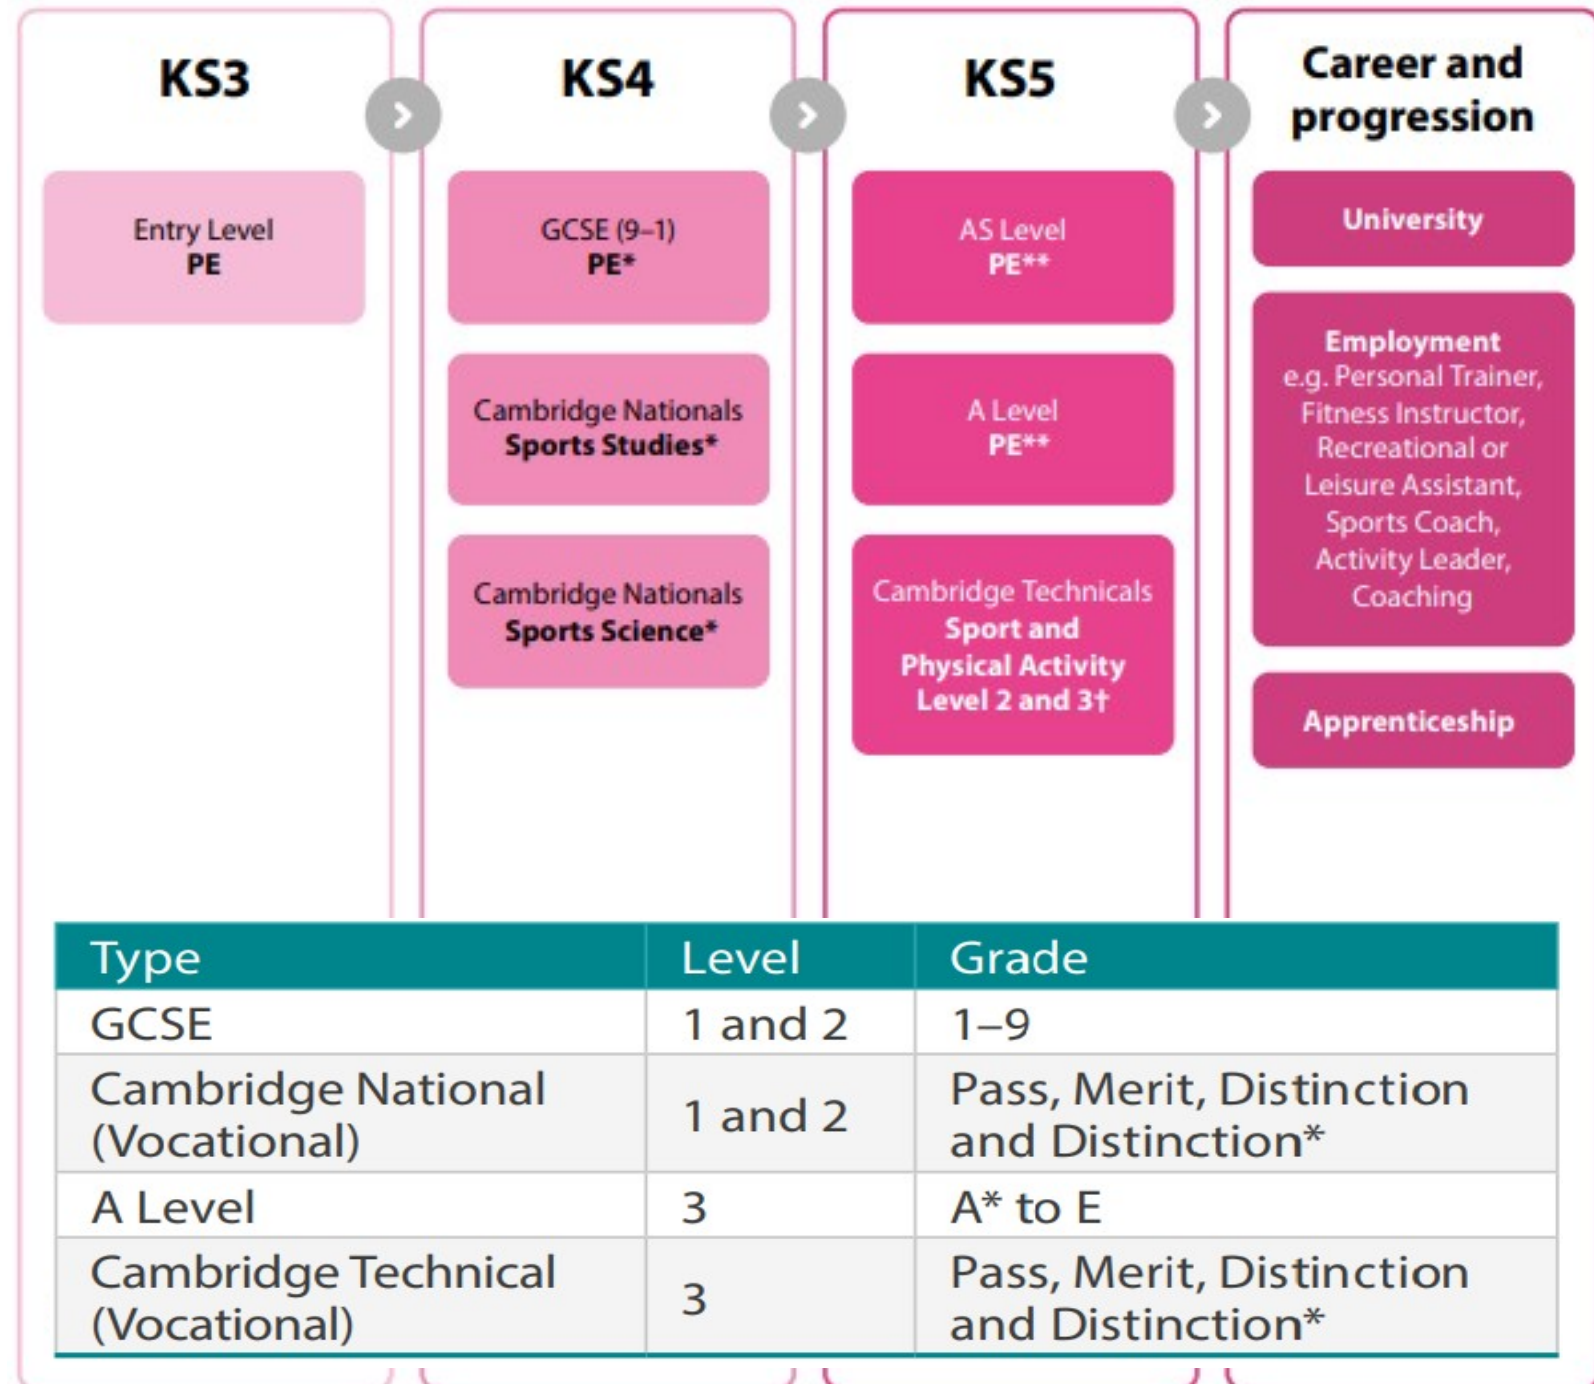 KS3
Entry Level
PE
KS4
GCSE (9–1)
PE*
Cambridge Nationals
Sports Studies*
Cambridge Nationals
Sports Science*
KS5
AS Level
PE**
A Level
PE**
Cambridge Technicals
Sport and
Physical Activity
Level 2 and 3†
Career and
progression
University
Employment
e.g. Personal Trainer,
Fitness Instructor,
Recreational or
Leisure Assistant,
Sports Coach,
Activity Leader,
Coaching
Apprenticeship
Type Level Grade
GCSE 1 and 2 1–9
Cambridge National
(Vocational)
1 and 2
Pass, Merit, Distinction
and Distinction*
A Level 3 A* to E
Cambridge Technical
(Vocational)
3
Pass, Merit, Distinction
and Distinction*